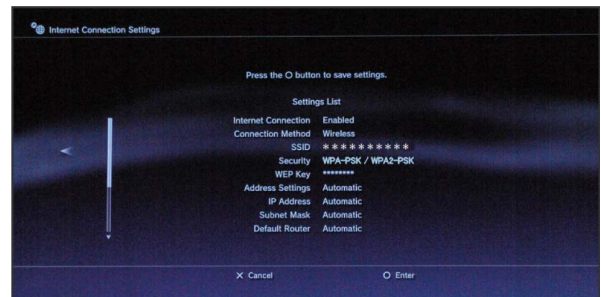 Internet Connection Settings
Press the O button to save settings.
Settings List
Internet Connection Enabled
Connection Method Wireless
SSID **********
Security WPA-PSK / WPA2-PSK
WEP Key ********
Address Settings Automatic
IP Address Automatic
Subnet Mask Automatic
Default Router Automatic
X Cancel O Enter